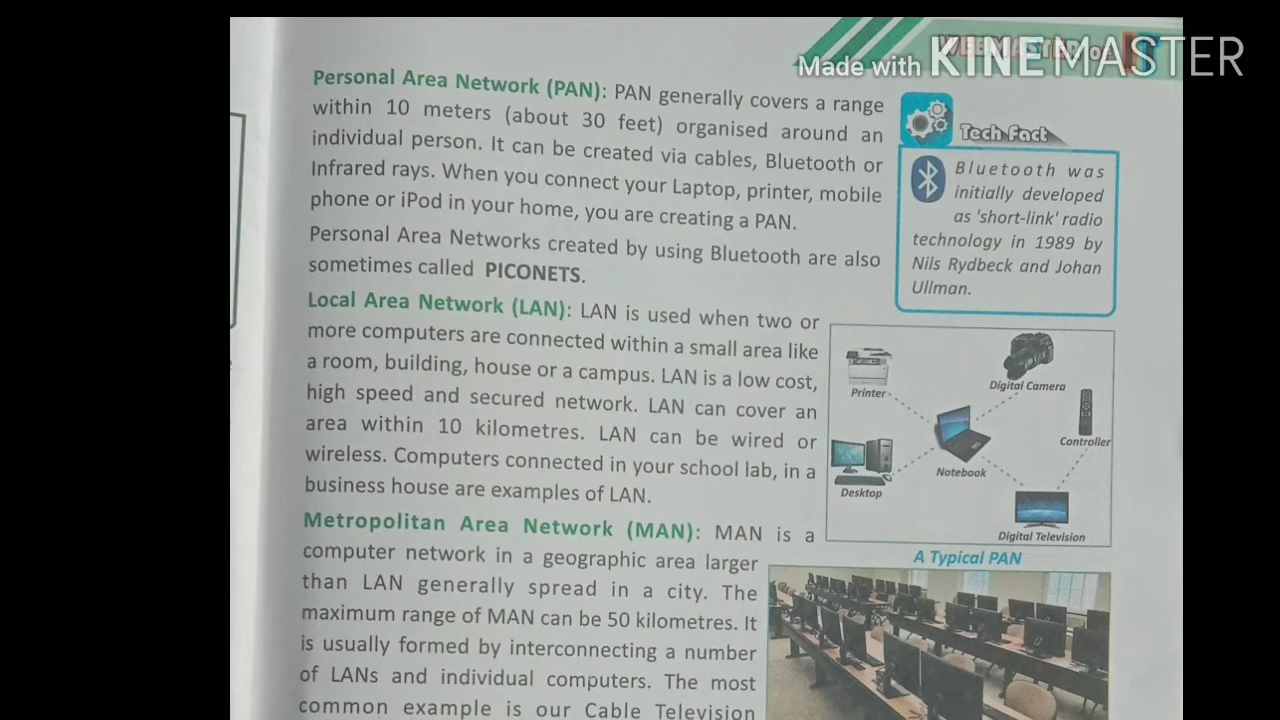 Made with KINEMASTER
Personal Area Network (PAN): PAN generally covers a range
within 10 meters (about 30 feet) organised around an
individual person. It can be created via cables, Bluetooth or
Infrared rays. When you connect your Laptop, printer, mobile
phone or iPod in your home, you are creating a PAN.
Personal Area Networks created by using Bluetooth are also
sometimes called PICONETS.
Local Area Network (LAN): LAN is used when two or
more computers are connected within a small area like
a room, building, house or a campus. LAN is a low cost,
high speed and secured network. LAN can cover an
area within 10 kilometres. LAN can be wired or
wireless. Computers connected in your school lab, in a
business house are examples of LAN.
Metropolitan Area Network (MAN): MAN is a
computer network in a geographic area larger
than LAN generally spread in a city. The
maximum range of MAN can be 50 kilometres. It
is usually formed by interconnecting a number
of LANs and individual computers. The most
common example is our Cable Television
Tech Fact
Bluetooth was
initially developed
as 'short-link' radio
technology in 1989 by
Nils Rydbeck and Johan
Ullman.
Printer
Digital Camera
Controller
Notebook
Desktop
Digital Television
A Typical PAN